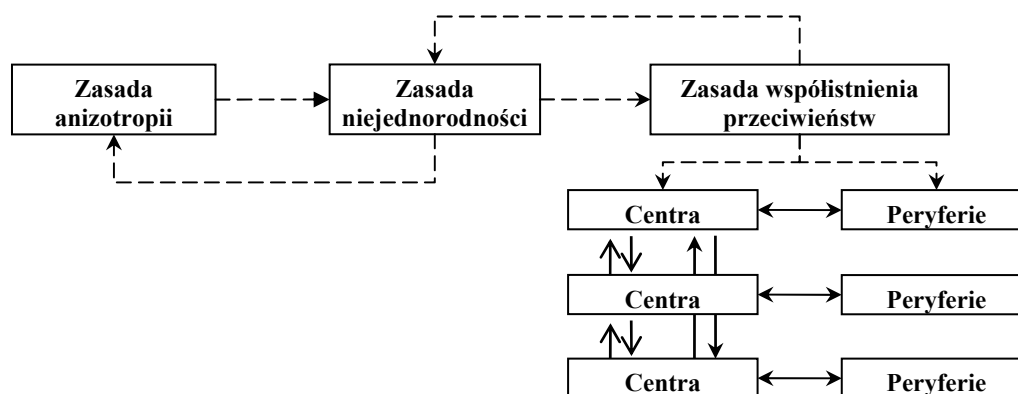 Zasada
anizotropii
Zasada
niejednorodności
Zasada współistnienia
przeciwieństw
Centra
Peryferie
Centra
Peryferie
Centra
Peryferie